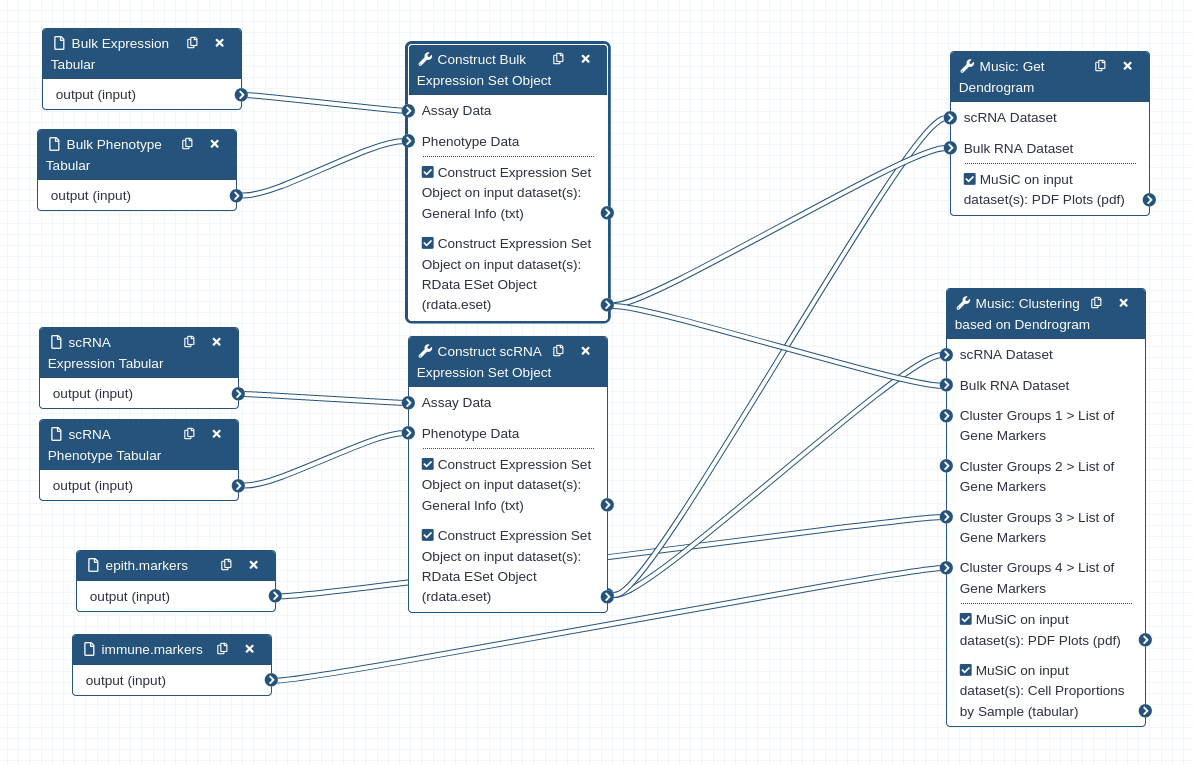 Bulk Expression
Tabular
output (input)
Bulk Phenotype
Tabular
output (input)
scRNA
Expression Tabular
output (input)
scRNA
Phenotype Tabular
output (input)
epith.markers
output (input)
immune.markers
output (input)
Construct Bulk
Expression Set Object
Assay Data
Phenotype Data
Construct Expression Set
Object on input dataset(s):
General Info (txt)
Construct Expression Set
Object on input dataset(s):
RData ESet Object
(rdata.eset)
Construct scRNA
Expression Set Object
Assay Data
Phenotype Data
Construct Expression Set
Object on input dataset(s):
General Info (txt)
Construct Expression Set
Object on input dataset(s):
RData ESet Object
(rdata.eset)
Music: Get
Dendrogram
scRNA Dataset
Bulk RNA Dataset
MuSiC on input
dataset(s): PDF Plots (pdf)
Music: Clustering
based on Dendrogram
scRNA Dataset
Bulk RNA Dataset
Cluster Groups 1 > List of
Gene Markers
Cluster Groups 2 > List of
Gene Markers
Cluster Groups 3 > List of
Gene Markers
Cluster Groups 4 > List of
Gene Markers
MuSiC on input
dataset(s): PDF Plots (pdf)
MuSiC on input
dataset(s): Cell Proportions
by Sample (tabular)